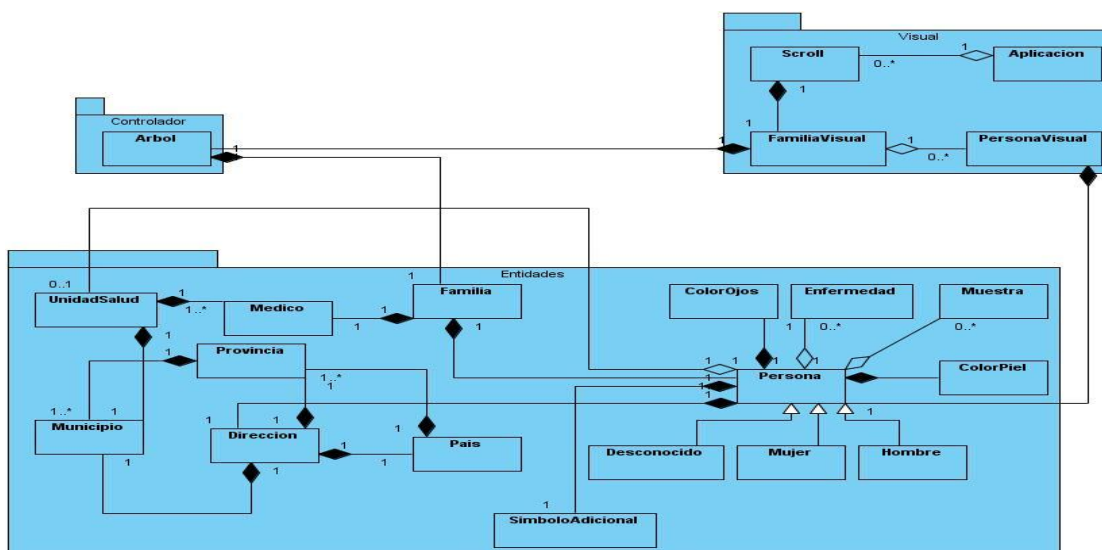 Visual
Scroll
1
Aplicacion
0..*
1
Controlador
Arbol
1
1
1
FamiliaVisual
1
PersonaVisual
0..*
Entidades
0..1
UnidadSalud
1..*
Medico
1
1
Familia
1
1
ColorOjos
1
Enfermedad
0..*
Muestra
0..*
1
Provincia
1
1..*
1
1
1
1
1
1
Persona
ColorPiel
1..*
Municipio
1
1
Direccion
1
1
1
1
Pais
1
1
1
Desconocido
Mujer
Hombre
1
1
SimboloAdicional